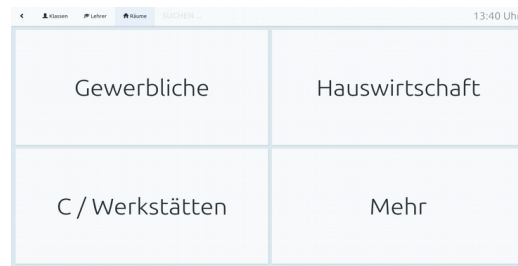 Klassen Lehrer Räume SUCHEN ... 13:40 Uhr
Gewerbliche Hauswirtschaft
C / Werkstätten Mehr